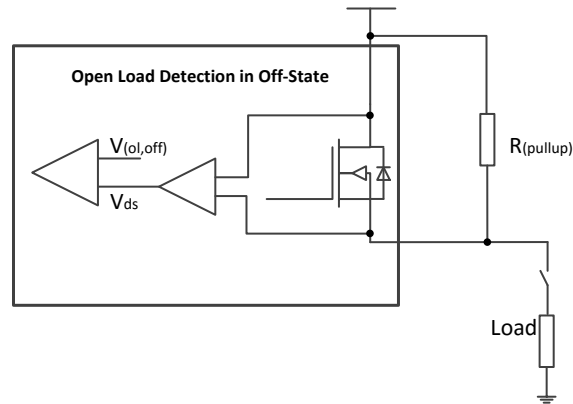 Open Load Detection in Off-State
V(ol,off)
Vds
R(pullup)
Load